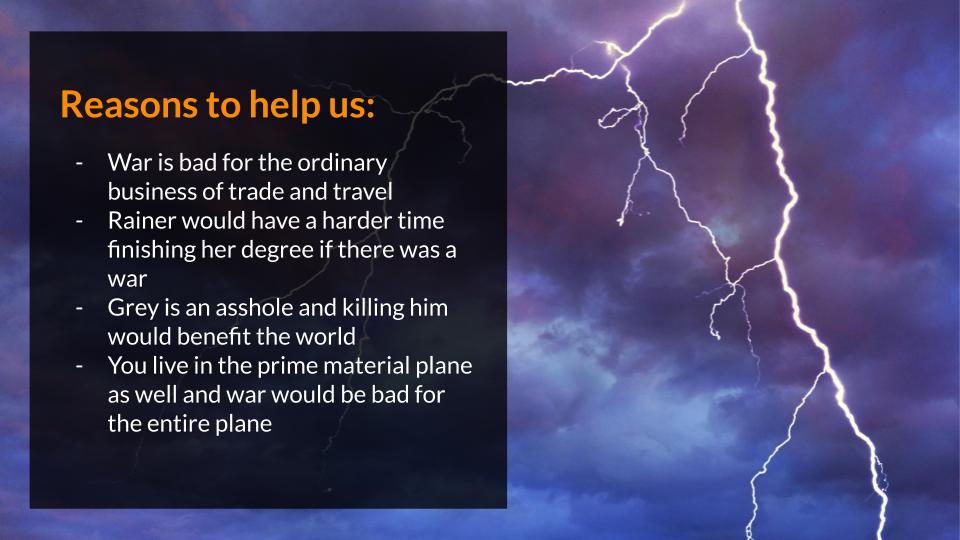 Reasons to help us:
- War is bad for the ordinary
business of trade and travel
- Rainer would have a harder time
finishing her degree if there was a
war
- Grey is an asshole and killing him
would benefit the world
- You live in the prime material plane
as well and war would be bad for
the entire plane